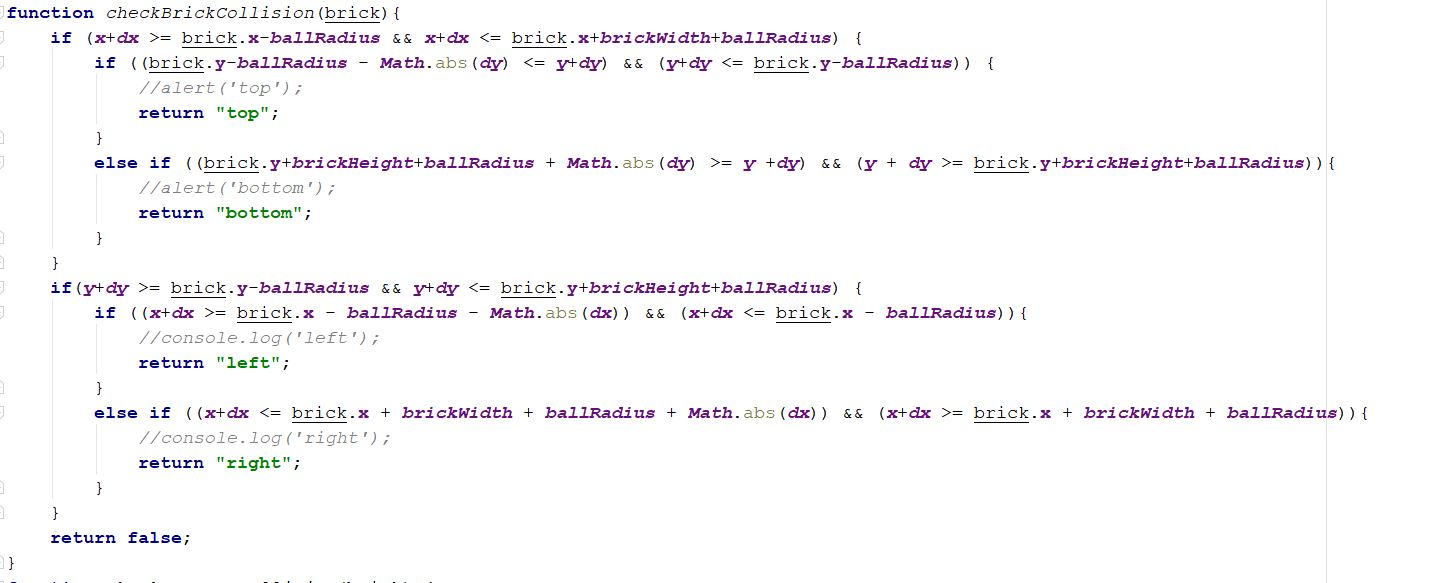 function checkBrickCollision(brick){
    if (x+dx >= brick.x-ballRadius && x+dx <= brick.x+brickWidth+ballRadius) {
        if ((brick.y-ballRadius - Math.abs(dy) <= y+dy) && (y+dy <= brick.y-ballRadius)) {
            //alert('top');
            return "top";
        }
        else if ((brick.y+brickHeight+ballRadius + Math.abs(dy) >= y +dy) && (y + dy >= brick.y+brickHeight+ballRadius)){
            //alert('bottom');
            return "bottom";
        }
    }
    if(y+dy >= brick.y-ballRadius && y+dy <= brick.y+brickHeight+ballRadius) {
        if ((x+dx >= brick.x - ballRadius - Math.abs(dx)) && (x+dx <= brick.x - ballRadius)){
            //console.log('left');
            return "left";
        }
        else if ((x+dx <= brick.x + brickWidth + ballRadius + Math.abs(dx)) && (x+dx >= brick.x + brickWidth + ballRadius)){
            //console.log('right');
            return "right";
        }
    }
    return false;
}